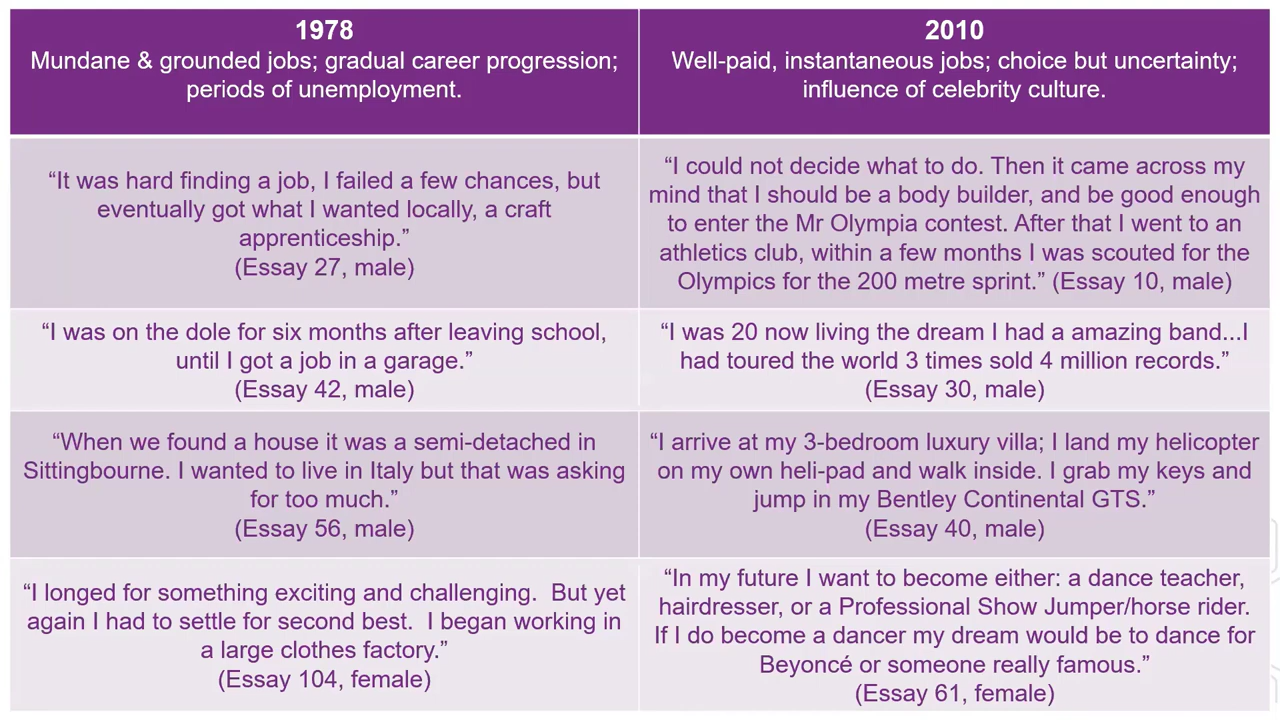 1978
Mundane & grounded jobs; gradual career progression;
periods of unemployment.
2010
Well-paid, instantaneous jobs; choice but uncertainty;
influence of celebrity culture.
“It was hard finding a job, I failed a few chances, but
eventually got what I wanted locally, a craft
apprenticeship.”
(Essay 27, male)
“I could not decide what to do. Then it came across my
mind that I should be a body builder, and be good enough
to enter the Mr Olympia contest. After that I went to an
athletics club, within a few months I was scouted for the
Olympics for the 200 metre sprint.” (Essay 10, male)
“I was on the dole for six months after leaving school,
until I got a job in a garage.”
(Essay 42, male)
“I was 20 now living the dream I had a amazing band...I
had toured the world 3 times sold 4 million records.”
(Essay 30, male)
“When we found a house it was a semi-detached in
Sittingbourne. I wanted to live in Italy but that was asking
for too much.”
(Essay 56, male)
“I arrive at my 3-bedroom luxury villa; I land my helicopter
on my own heli-pad and walk inside. I grab my keys and
jump in my Bentley Continental GTS.”
(Essay 40, male)
“I longed for something exciting and challenging.  But yet
again I had to settle for second best.  I began working in
a large clothes factory.”
(Essay 104, female)
“In my future I want to become either: a dance teacher,
hairdresser, or a Professional Show Jumper/horse rider.
If I do become a dancer my dream would be to dance for
Beyoncé or someone really famous.”
(Essay 61, female)